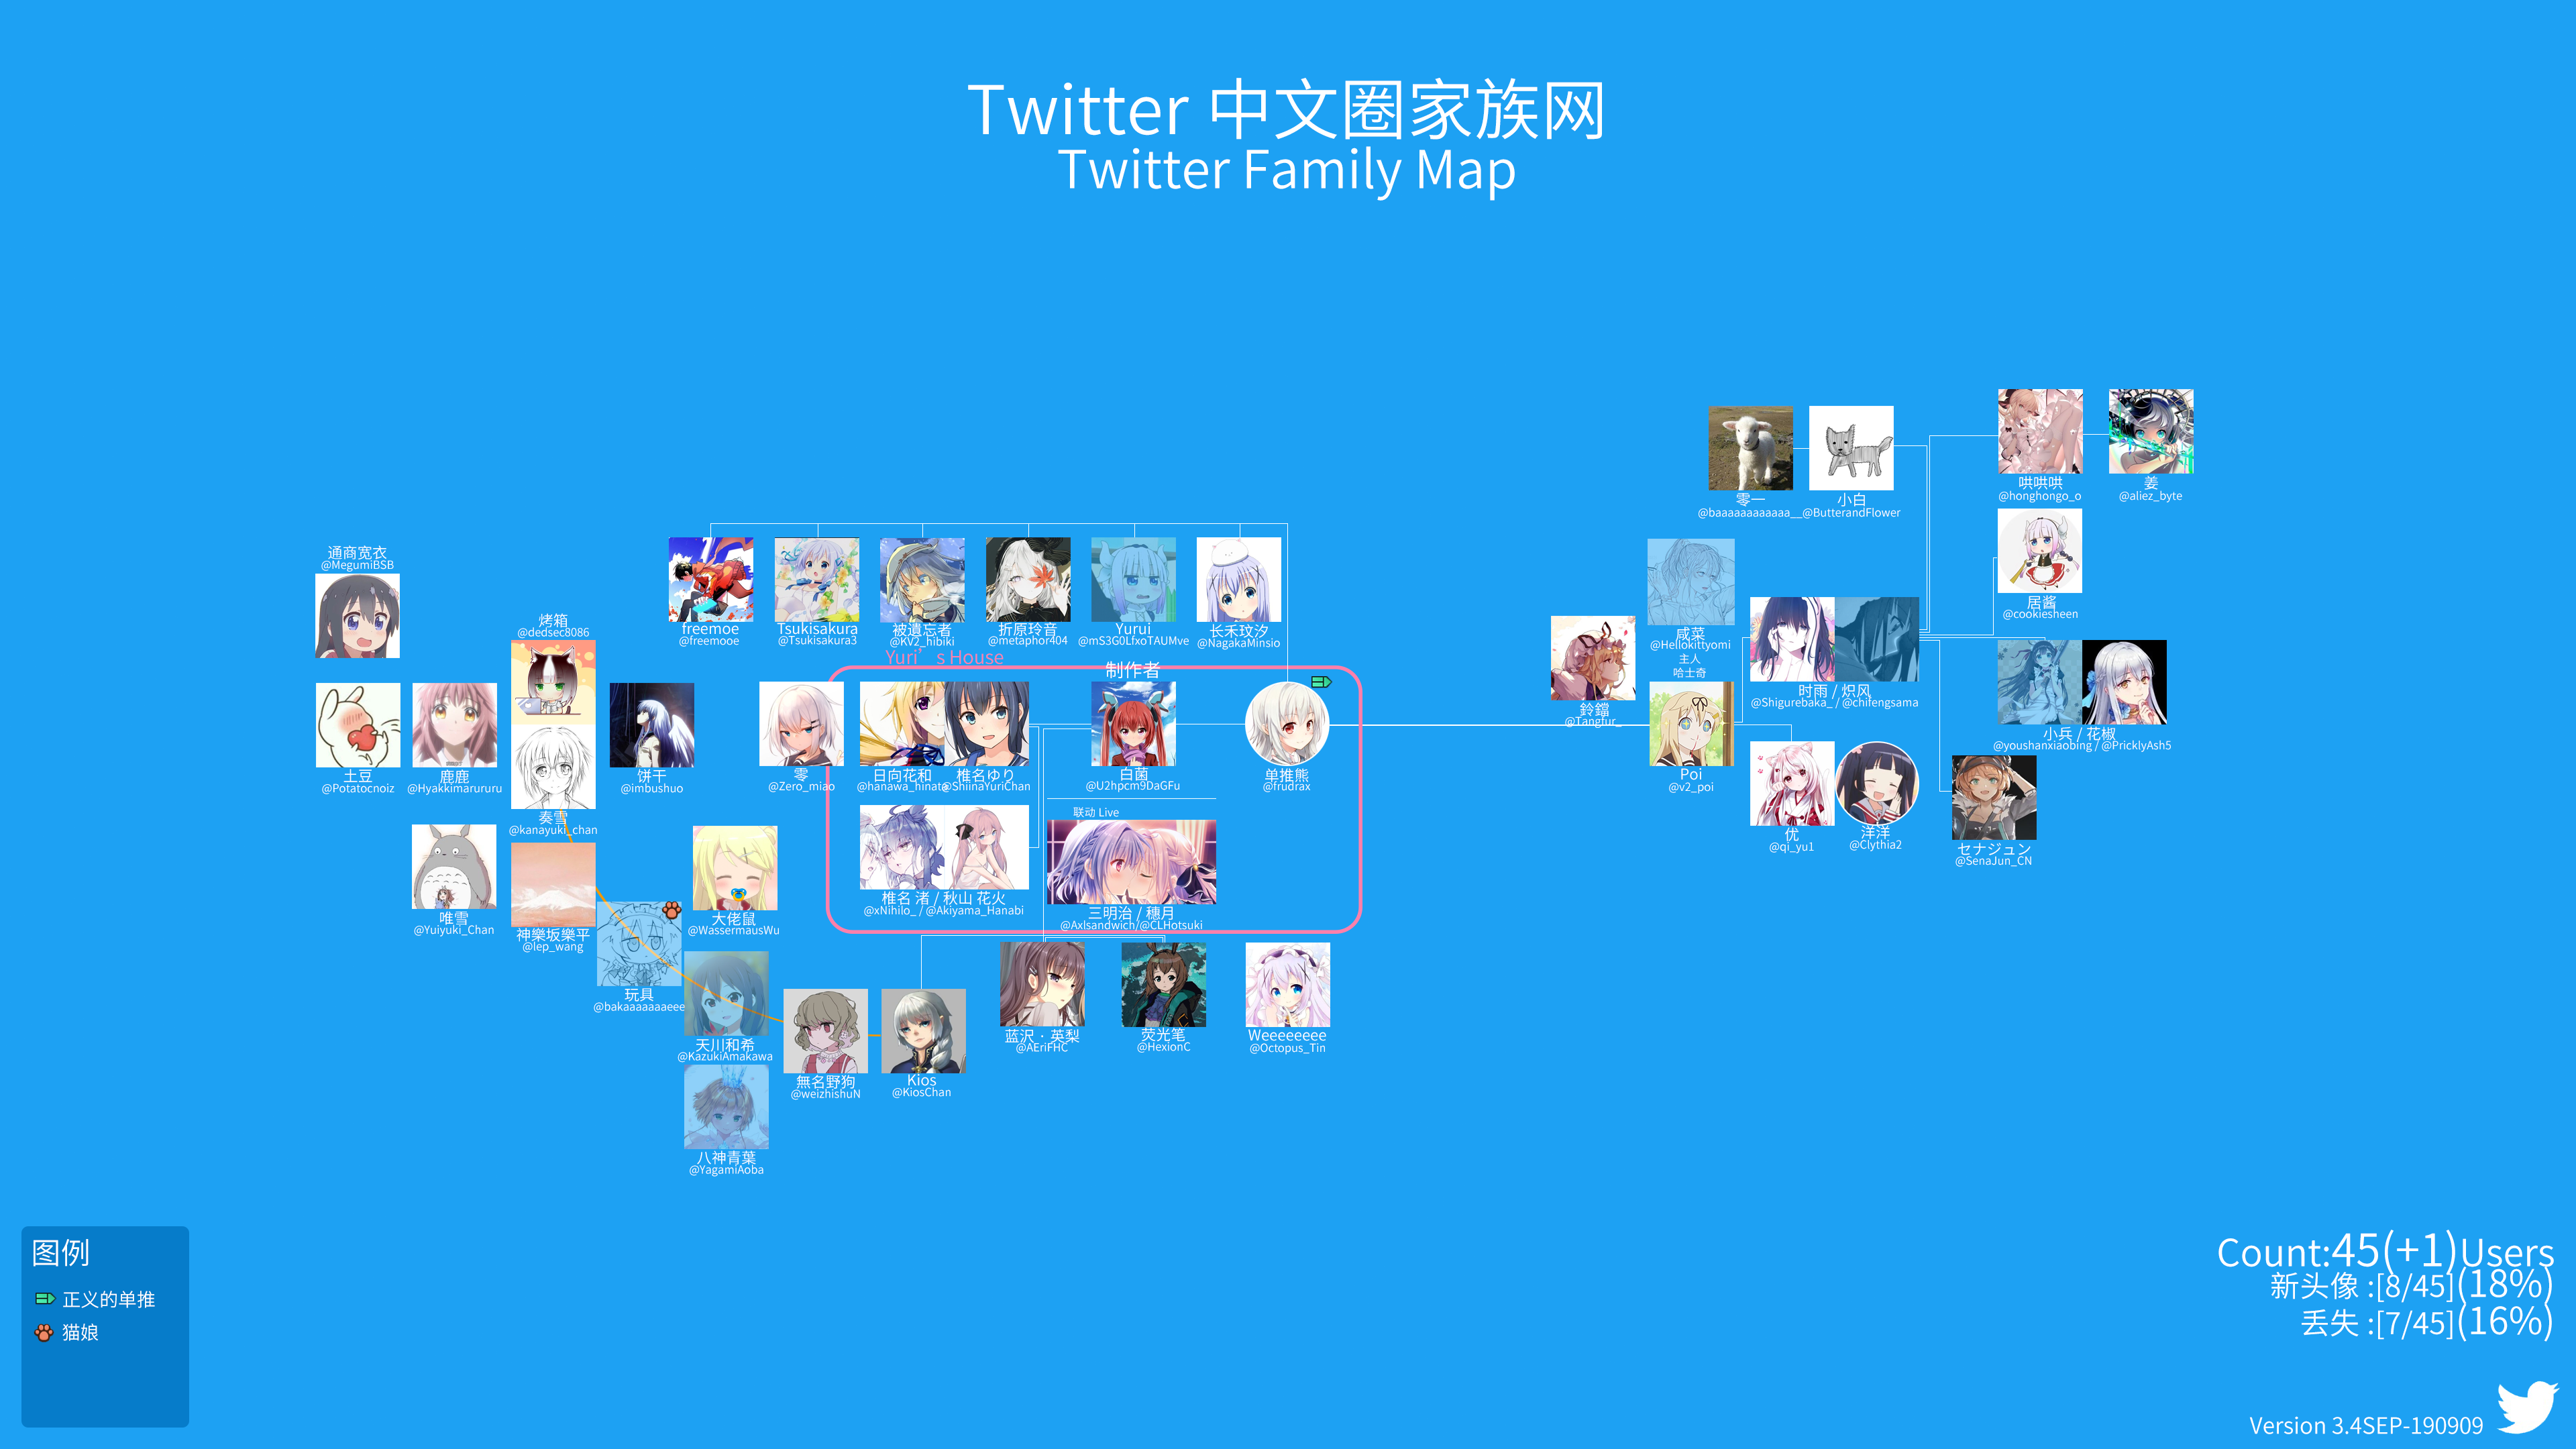 Twitter 中文圈家族网
Twitter Family Map
零一
@baaaaaaaaaaaa__
小白
@ButterandFlower
哄哄哄
@honghongo_o
姜
@aliez_byte
居酱
@cookiesheen
通商宽衣
@MegumiBSB
烤箱
@dedsec8086
freemoe
@freemooe
Tsukisakura
@Tsukisakura3
被遺忘者
@KV2_hibiki
折原玲音
@metaphor404
Yurui
@mS3G0LfxoTAUMve
长禾玟汐
@NagakaMinsio
咸菜
@Hellokittyomi
主人
哈士奇
Yuri’s House
制作者
鈴鐺
@Tangfur_
时雨 / 炽风
@Shigurebaka_ / @chifengsama
小兵 / 花椒
@youshanxiaobing / @PricklyAsh5
土豆
@Potatocnoiz
鹿鹿
@Hyakkimarururu
奏雪
@kanayuki_chan
饼干
@imbushuo
零
@Zero_miao
日向花和
@hanawa_hinata
椎名ゆり
@ShiinaYuriChan
白菌
@U2hpcm9DaGFu
单推熊
@frudrax
Poi
@v2_poi
优
@qi_yu1
洋洋
@Clythia2
セナジュン
@SenaJun_CN
联动 Live
唯雪
@Yuiyuki_Chan
神樂坂樂平
@lep_wang
大佬鼠
@WassermausWu
椎名 渚 / 秋山 花火
@xNihilo_ / @Akiyama_Hanabi
三明治 / 穗月
@AxIsandwich/@CLHotsuki
玩具
@bakaaaaaaaeee
天川和希
@KazukiAmakawa
無名野狗
@weizhishuN
Kios
@KiosChan
蓝沢 · 英梨
@AEriFHC
荧光笔
@HexionC
Weeeeeeee
@Octopus_Tin
八神青葉
@YagamiAoba
图例
正义的单推
猫娘
Count:45(+1)Users
新头像 :[8/45](18%)
丢失 :[7/45](16%)
Version 3.4SEP-190909